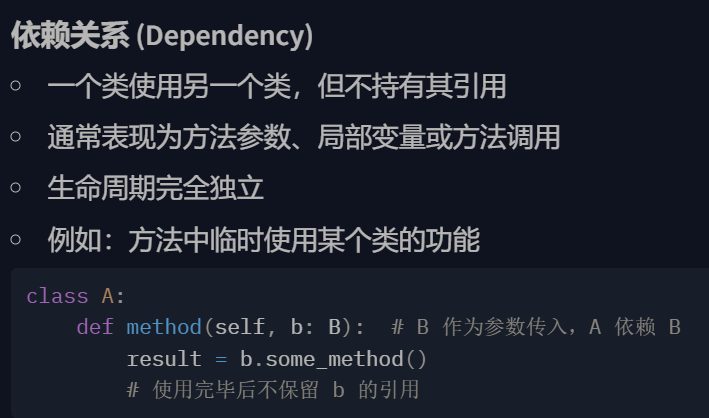 依赖关系 (Dependency)
一个类使用另一个类，但不持有其引用
通常表现为方法参数、局部变量或方法调用
生命周期完全独立
例如：方法中临时使用某个类的功能
class A:
    def method(self, b: B):  # B 作为参数传入，A 依赖 B
        result = b.some_method()
        # 使用完毕后不保留 b 的引用